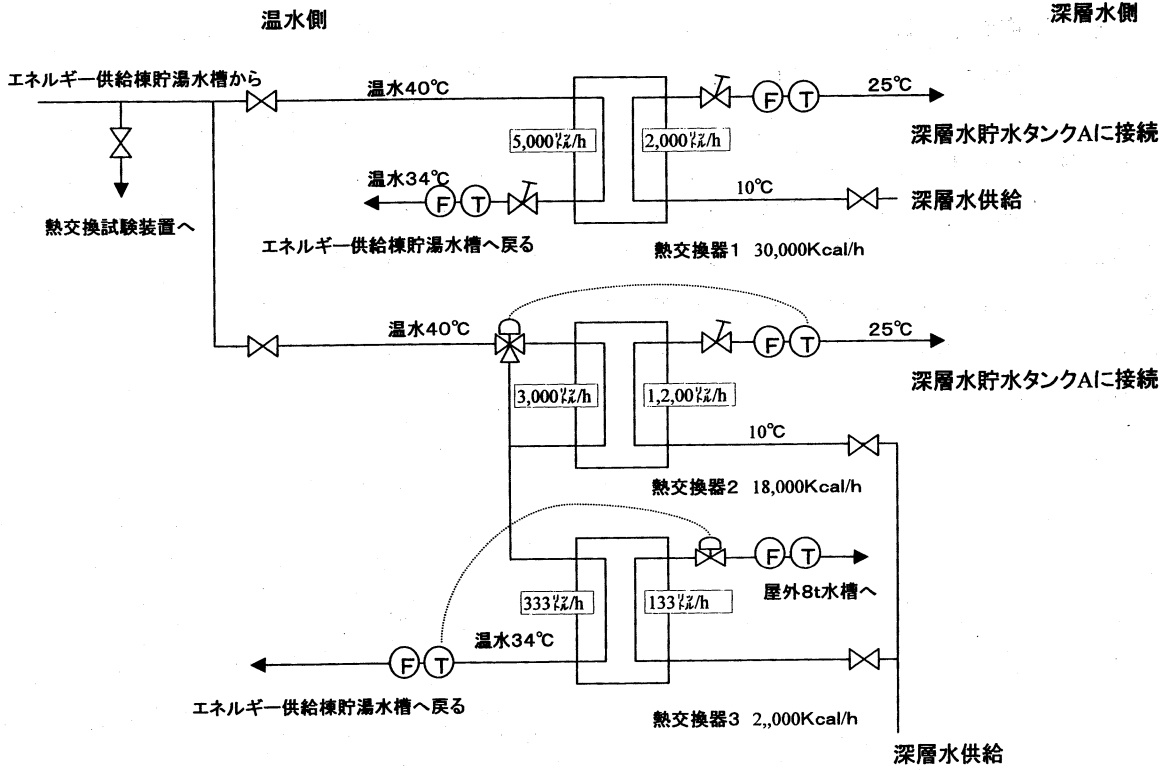 温水側
深層水側
エネルギー供給棟貯湯水槽から
温水40℃
F T
25℃
5,000㍑/h
2,000㍑/h
深層水貯水タンクAに接続
温水34℃
F T
10℃
深層水供給
熱交換試験装置へ
エネルギー供給棟貯湯水槽へ戻る
熱交換器1 30,000Kcal/h
温水40℃
F T
25℃
深層水貯水タンクAに接続
3,000㍑/h
1,2,00㍑/h
10℃
熱交換器2 18,000Kcal/h
F T
屋外8t水槽へ
333㍑/h
133㍑/h
温水34℃
F T
エネルギー供給棟貯湯水槽へ戻る
熱交換器3 2,,000Kcal/h
深層水供給